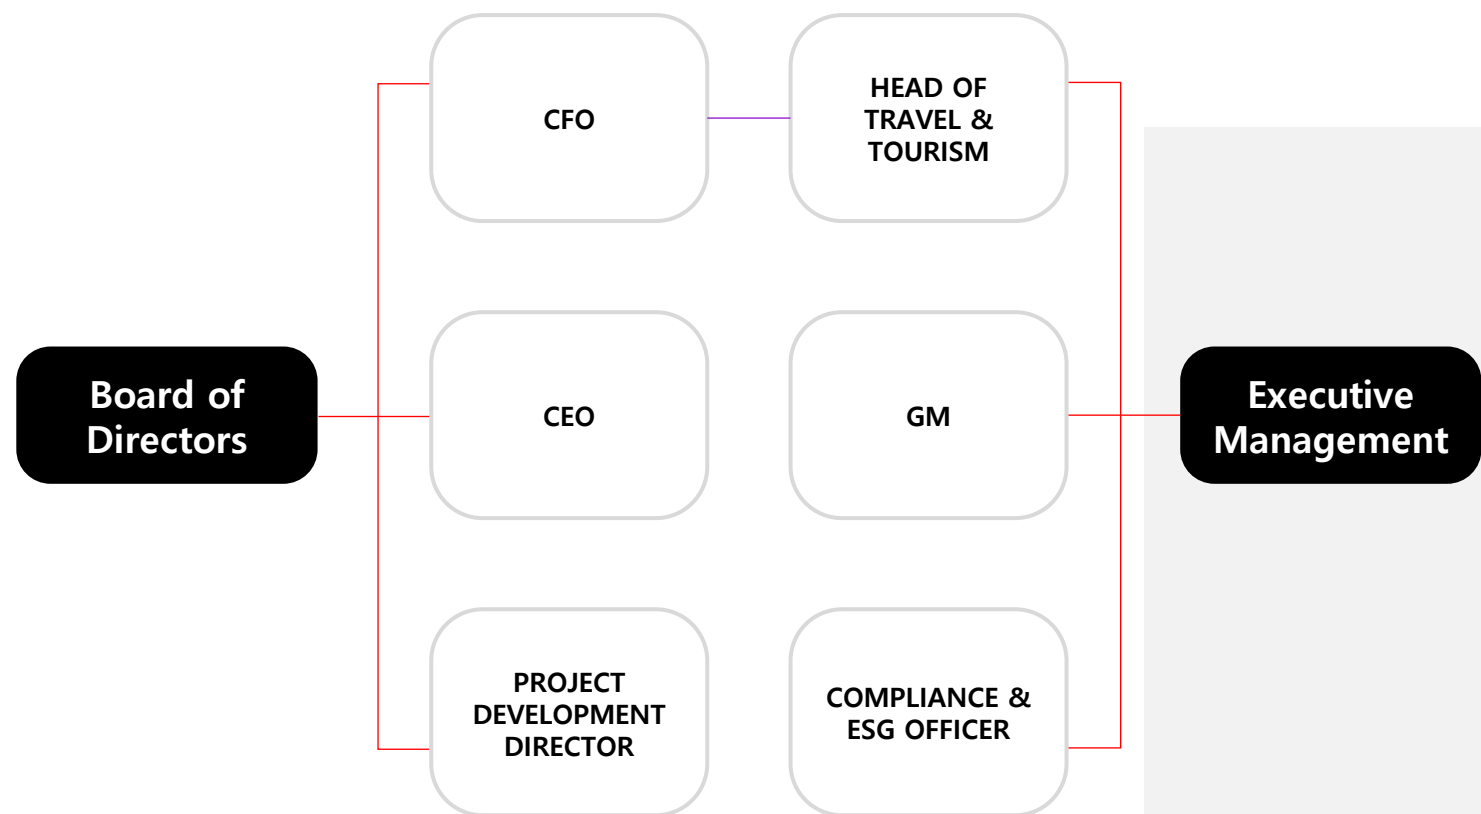 Board of
Directors
CFO
HEAD OF
TRAVEL &
TOURISM
CEO
GM
PROJECT
DEVELOPMENT
DIRECTOR
COMPLIANCE &
ESG OFFICER
Executive
Management